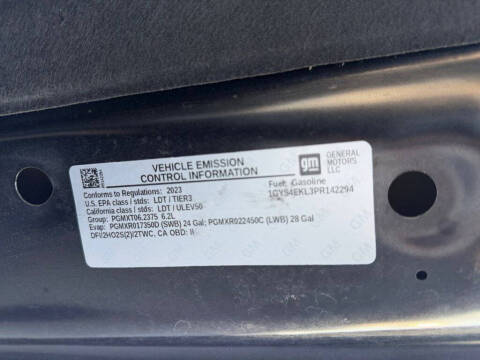 VEHICLE EMISSION
CONTROL INFORMATION
gm
GENERAL
MOTORS
LLC
Conforms to Regulations: 2023
U.S. EPA class / stds: LDT / TIER3
California class / stds: LDT / ULEV50
Group: PGMXT06.2375 6.2L
Evap: PGMXR017350D (SWB) 24 Gal; PGMXR022450C (LWB) 28 Gal
DFI/2HO2S(2)/2TWC, CA OBD: II
Fuel: Gasoline
1GYS4EKL3PR142294